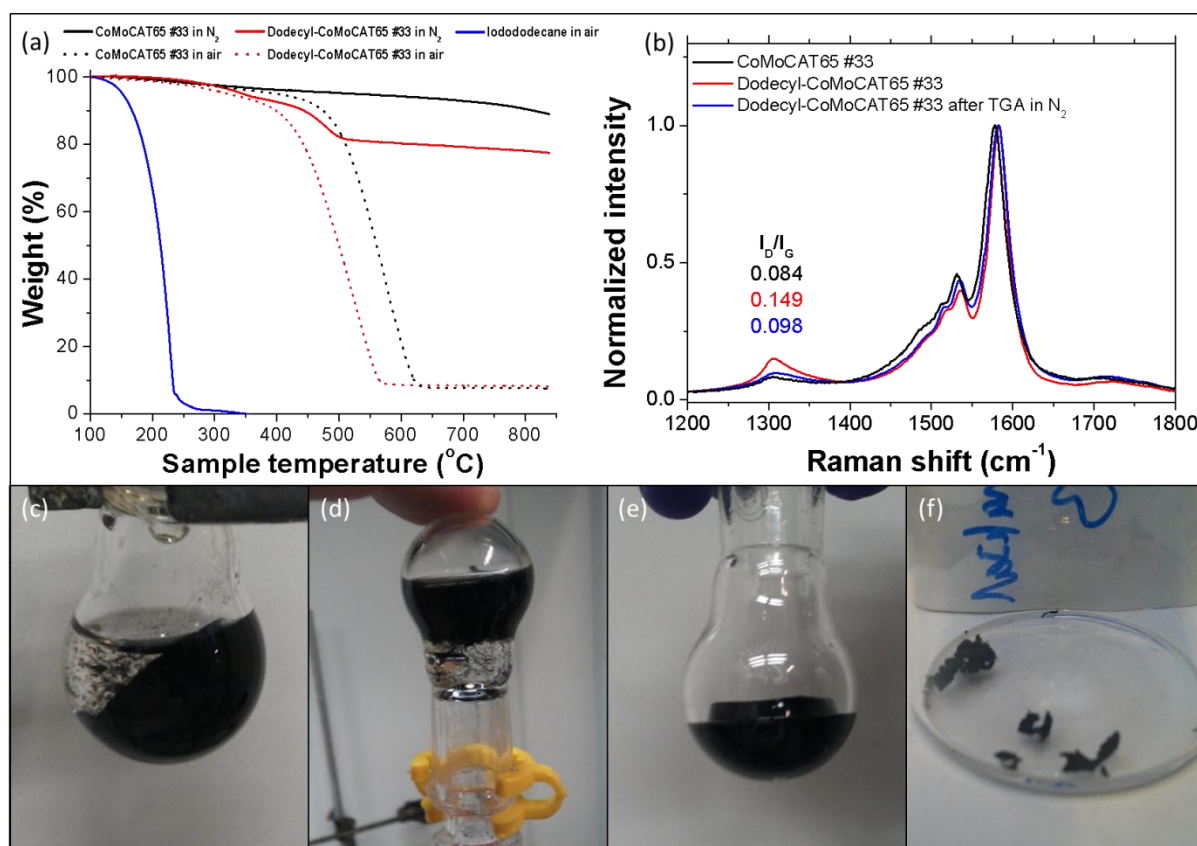 (a)
CoMoCAT65 #33 in N₂
Dodecyl-CoMoCAT65 #33 in N₂
Iodododecane in air
CoMoCAT65 #33 in air
Dodecyl-CoMoCAT65 #33 in air
100
80
60
40
20
0
Weight (%)
100 200 300 400 500 600 700 800
Sample temperature (°C)
(b)
CoMoCAT65 #33
Dodecyl-CoMoCAT65 #33
Dodecyl-CoMoCAT65 #33 after TGA in N₂
1.0
0.5
0.0
Normalized intensity
I_D/I_G
0.084
0.149
0.098
1200 1300 1400 1500 1600 1700 1800
Raman shift (cm⁻¹)
(c)
(d)
(e)
(f)